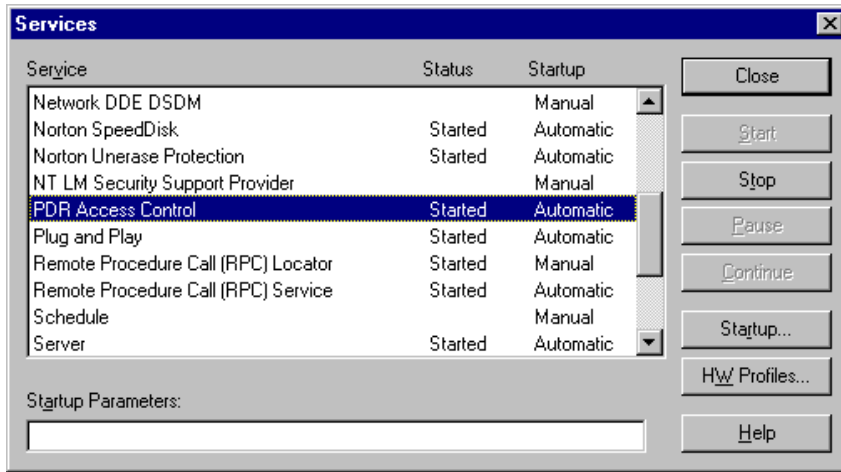 Services
Service Status Startup
Network DDE DSDM Manual
Norton SpeedDisk Started Automatic
Norton Unerase Protection Started Automatic
NT LM Security Support Provider Manual
PDR Access Control Started Automatic
Plug and Play Started Automatic
Remote Procedure Call (RPC) Locator Started Manual
Remote Procedure Call (RPC) Service Started Automatic
Schedule Manual
Server Started Automatic
Startup Parameters:
Close
Start
Stop
Pause
Continue
Startup...
HW Profiles...
Help